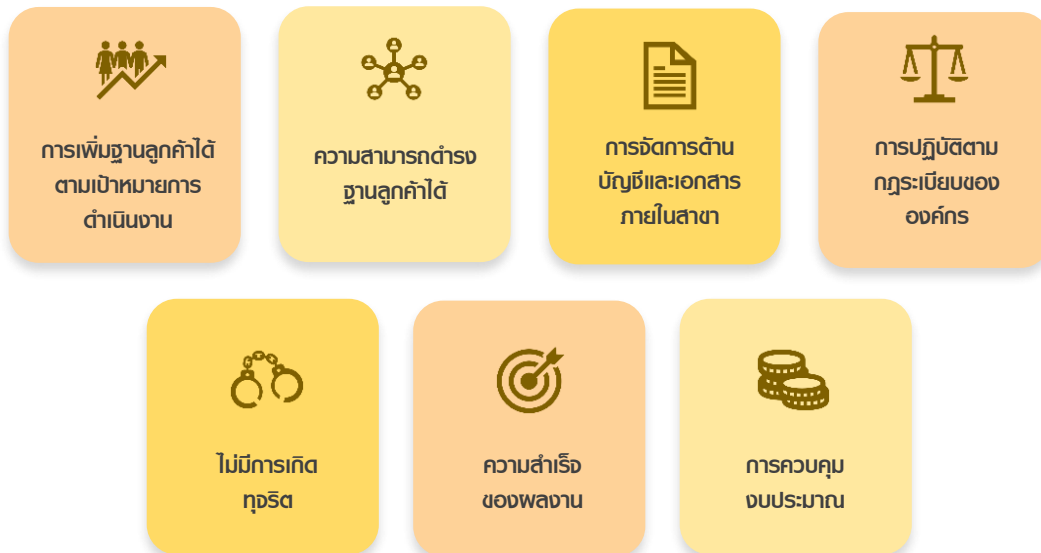 การเพิ่มฐานลูกค้าได้
ตามเป้าหมายการ
ดำเนินงาน
ความสามารถดำรง
ฐานลูกค้าได้
การจัดการด้าน
บัญชีและเอกสาร
ภายในสาขา
การปฏิบัติตาม
กฎระเบียบของ
องค์กร
ไม่มีการเกิด
ทุจริต
ความสำเร็จ
ของผลงาน
การควบคุม
งบประมาณ